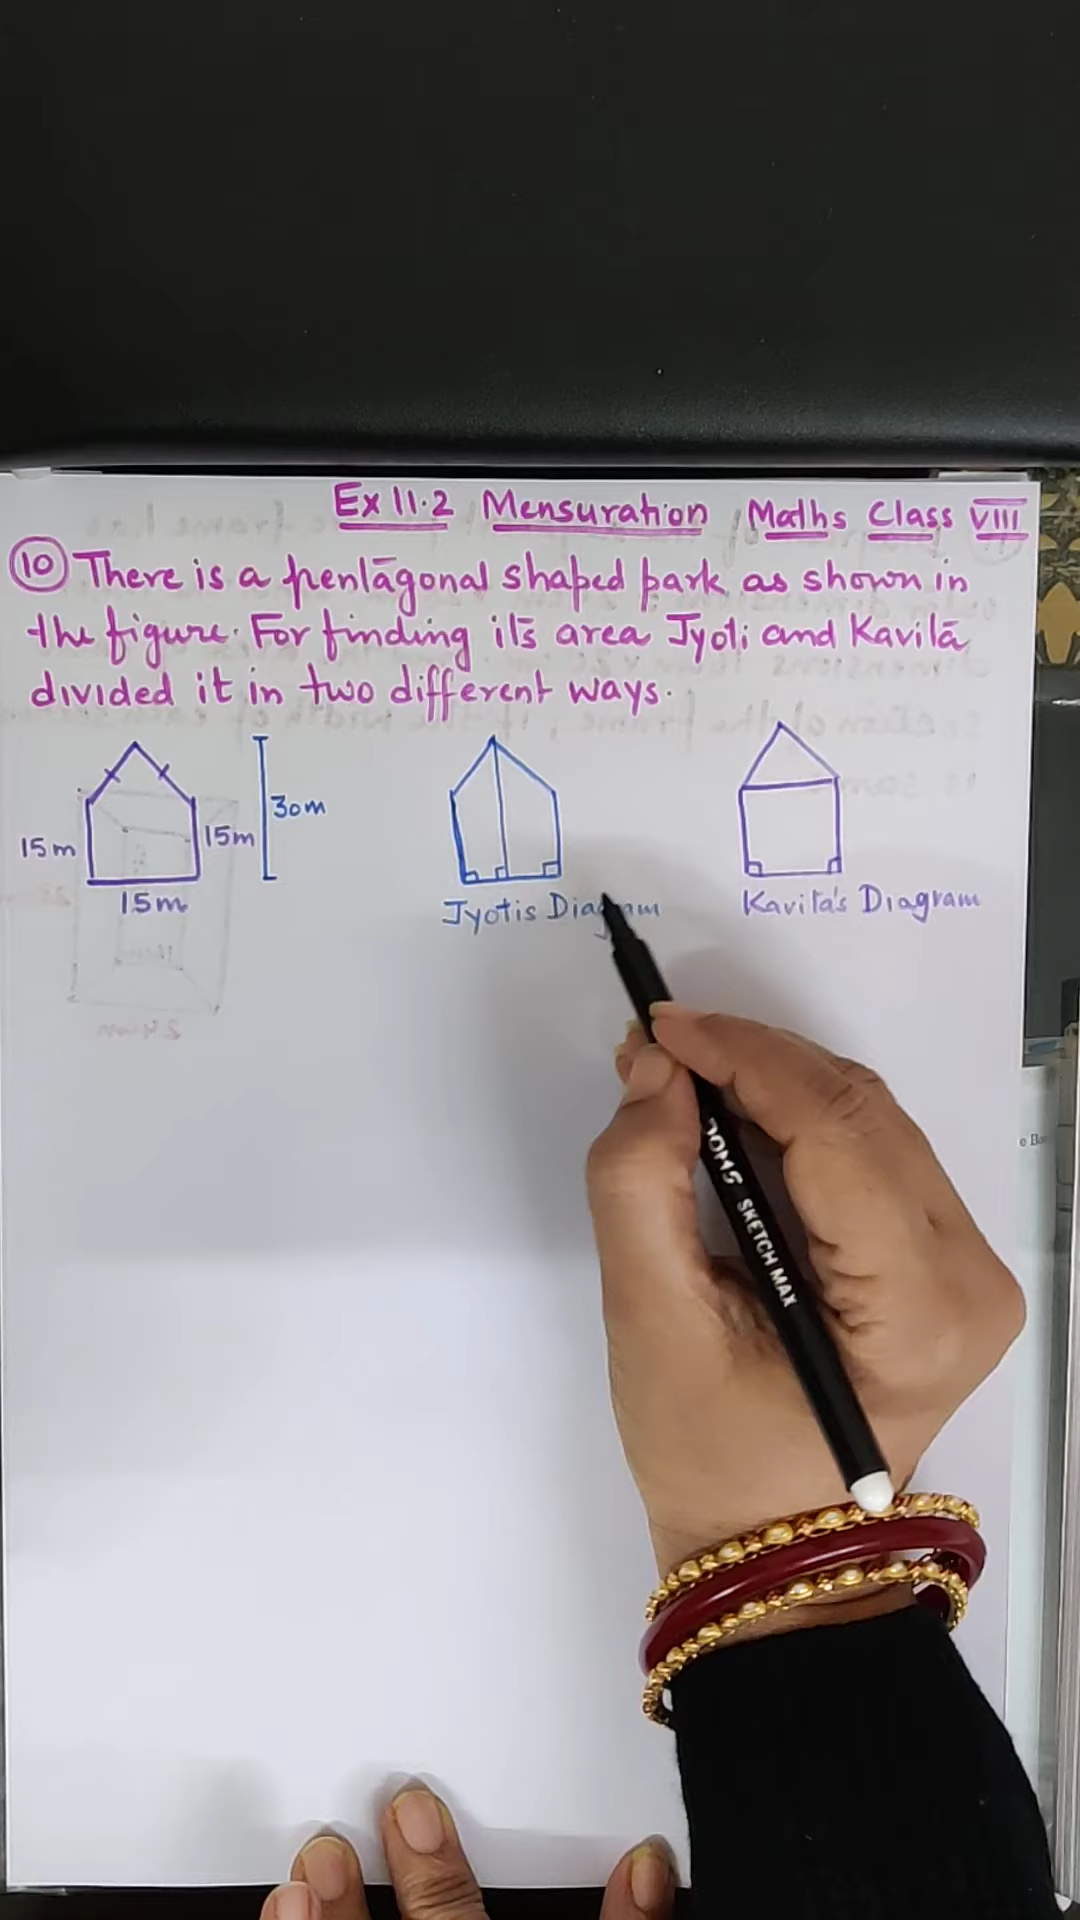 Ex 11.2 Mensuration, Maths Class VIII
10 There is a pentagonal shaped park as shown in
the figure. For finding its area Jyoti and Kavita
divided it in two different ways.
30m
15m
15m
15m
Jyotis Diagram
Kavita's Diagram
DOMS SKETCH MAX